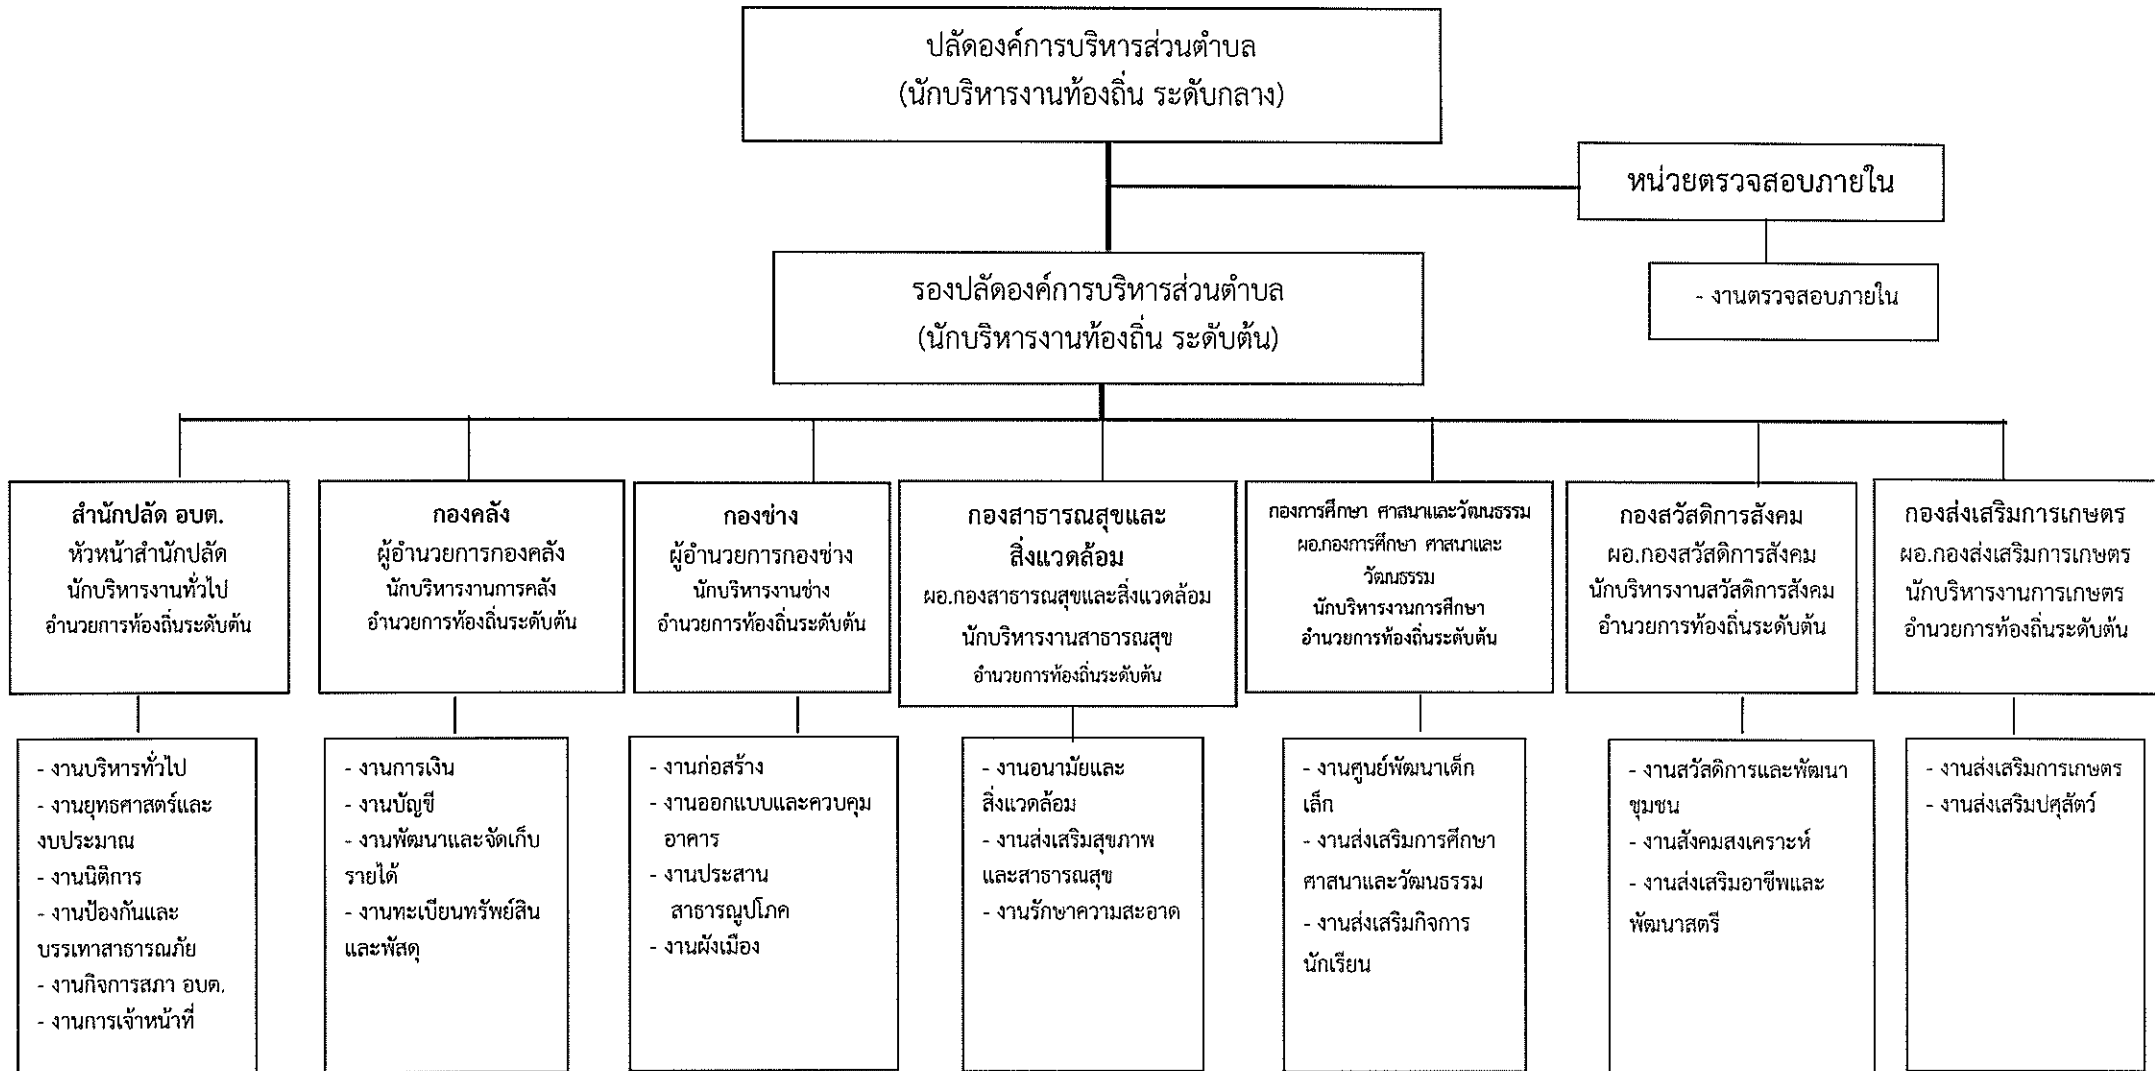 ปลัดองค์การบริหารส่วนตำบล
(นักบริหารงานท้องถิ่น ระดับกลาง)
หน่วยตรวจสอบภายใน
- งานตรวจสอบภายใน
รองปลัดองค์การบริหารส่วนตำบล
(นักบริหารงานท้องถิ่น ระดับต้น)
สำนักปลัด อบต.
หัวหน้าสำนักปลัด
นักบริหารงานทั่วไป
อำนวยการท้องถิ่นระดับต้น
กองคลัง
ผู้อำนวยการกองคลัง
นักบริหารงานการคลัง
อำนวยการท้องถิ่นระดับต้น
กองช่าง
ผู้อำนวยการกองช่าง
นักบริหารงานช่าง
อำนวยการท้องถิ่นระดับต้น
กองสาธารณสุขและ
สิ่งแวดล้อม
ผอ.กองสาธารณสุขและสิ่งแวดล้อม
นักบริหารงานสาธารณสุข
อำนวยการท้องถิ่นระดับต้น
กองการศึกษา ศาสนาและวัฒนธรรม
ผอ.กองการศึกษา ศาสนาและ
วัฒนธรรม
นักบริหารงานการศึกษา
อำนวยการท้องถิ่นระดับต้น
กองสวัสดิการสังคม
ผอ.กองสวัสดิการสังคม
นักบริหารงานสวัสดิการสังคม
อำนวยการท้องถิ่นระดับต้น
กองส่งเสริมการเกษตร
ผอ.กองส่งเสริมการเกษตร
นักบริหารงานการเกษตร
อำนวยการท้องถิ่นระดับต้น
- งานบริหารทั่วไป
- งานยุทธศาสตร์และ
งบประมาณ
- งานนิติการ
- งานป้องกันและ
บรรเทาสาธารณภัย
- งานกิจการสภา อบต.
- งานการเจ้าหน้าที่
- งานการเงิน
- งานบัญชี
- งานพัฒนาและจัดเก็บ
รายได้
- งานทะเบียนทรัพย์สิน
และพัสดุ
- งานก่อสร้าง
- งานออกแบบและควบคุม
อาคาร
- งานประสาน
สาธารณูปโภค
- งานผังเมือง
- งานอนามัยและ
สิ่งแวดล้อม
- งานส่งเสริมสุขภาพ
และสาธารณสุข
- งานรักษาความสะอาด
- งานศูนย์พัฒนาเด็ก
เล็ก
- งานส่งเสริมการศึกษา
ศาสนาและวัฒนธรรม
- งานส่งเสริมกิจการ
นักเรียน
- งานสวัสดิการและพัฒนา
ชุมชน
- งานสังคมสงเคราะห์
- งานส่งเสริมอาชีพและ
พัฒนาสตรี
- งานส่งเสริมการเกษตร
- งานส่งเสริมปศุสัตว์